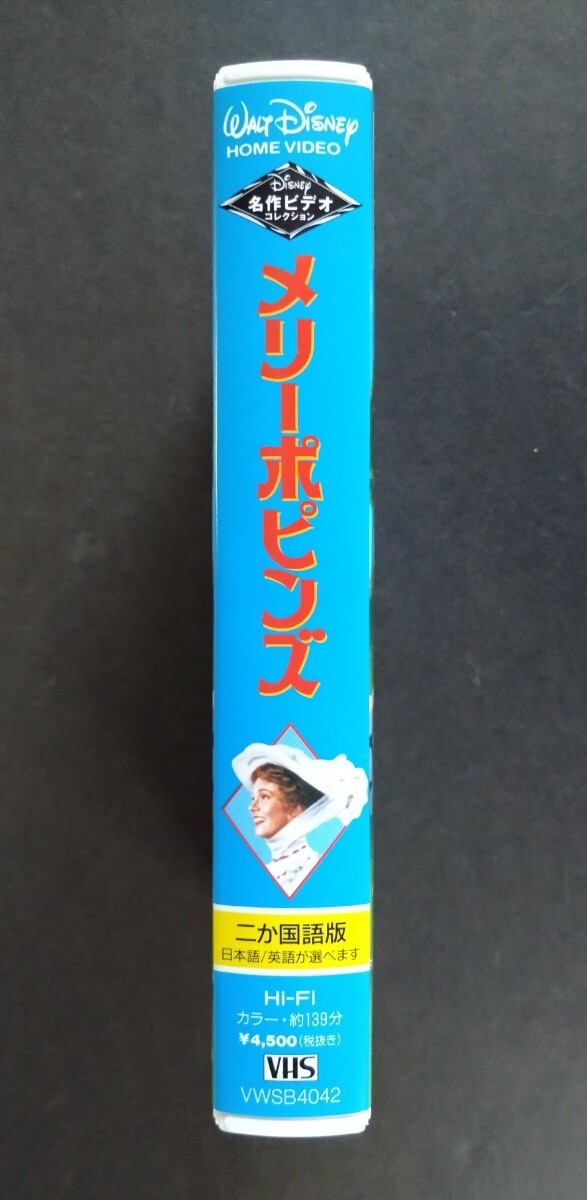 WALT DISNEY
HOME VIDEO
DISNEY
名作ビデオ
コレクション
メリーポピンズ
二か国語版
日本語/英語が選べます
HI-FI
カラー・約139分
¥4,500(税抜き)
VHS
VWSB4042